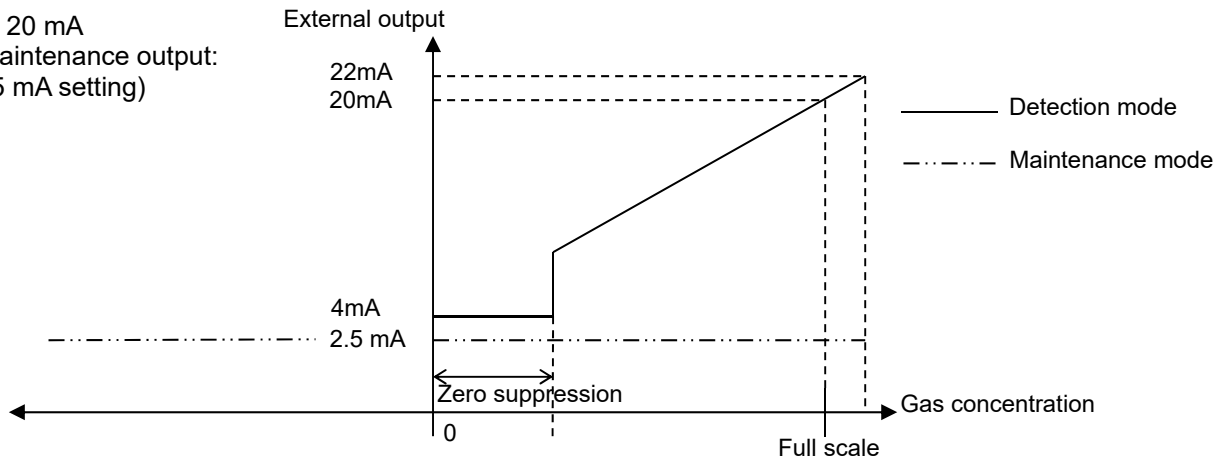 20 mA
aintenance output:
5 mA setting)
External output
22mA
20mA
4mA
2.5 mA
Zero suppression
0
Full scale
Gas concentration
Detection mode
Maintenance mode